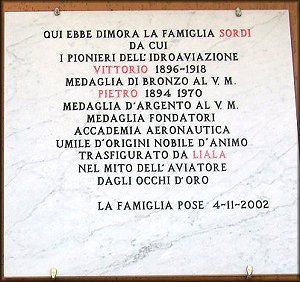 QUI EBBE DIMORA LA FAMIGLIA SORDI
DA CUI
I PIONIERI DELL'IDROAVIAZIONE
VITTORIO 1896-1918
MEDAGLIA DI BRONZO AL V. M.
PIETRO 1894 1970
MEDAGLIA D'ARGENTO AL V. M.
MEDAGLIA FONDATORI
ACCADEMIA AERONAUTICA
UMILE D'ORIGINI NOBILE D'ANIMO
TRASFIGURATO DA LIALA
NEL MITO DELL'AVIATORE
DAGLI OCCHI D'ORO
LA FAMIGLIA POSE 4-11-2002